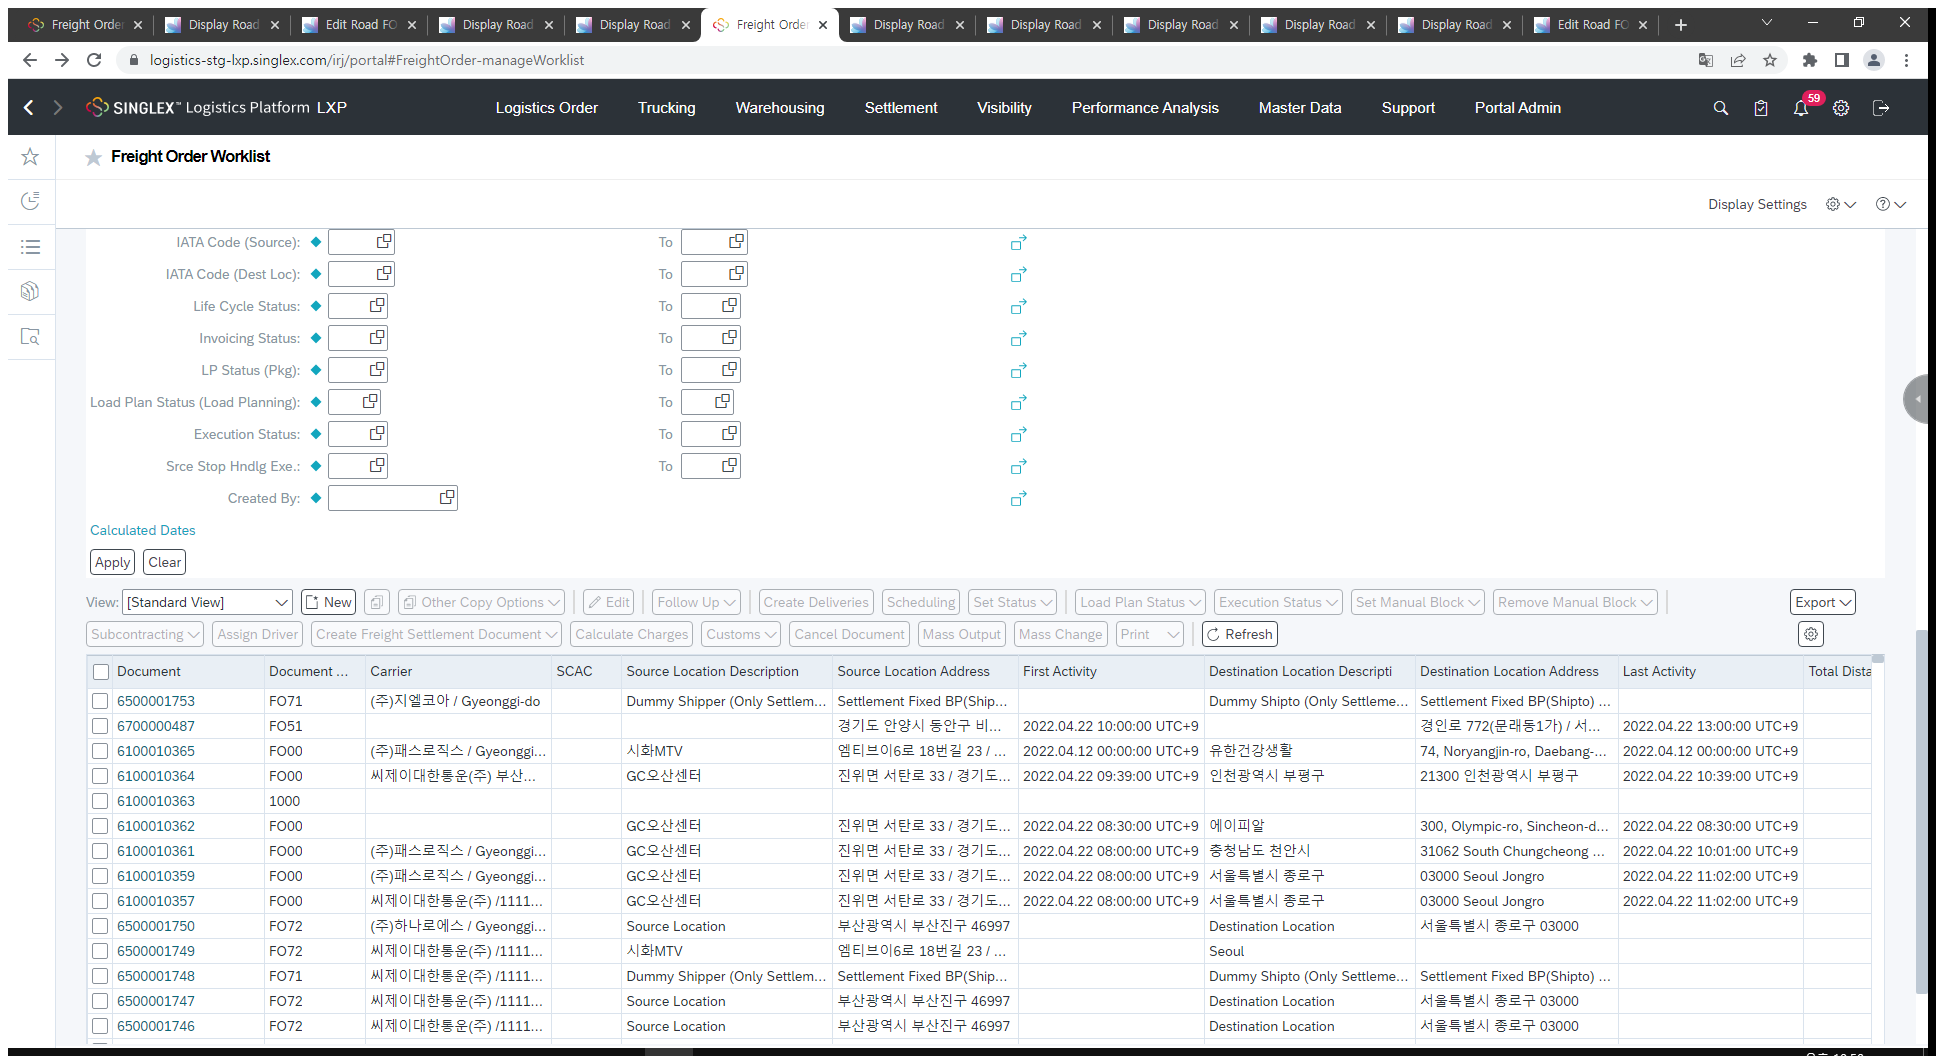 Freight Order
Display Road
Edit Road FO
Display Road
Display Road
Freight Order
Display Road
Display Road
Display Road
Display Road
Display Road
Edit Road FO
logistics-stg-lxp.singlex.com/irj/portal#FreightOrder-manageWorklist
SINGLEX™ Logistics Platform LXP
Logistics Order
Trucking
Warehousing
Settlement
Visibility
Performance Analysis
Master Data
Support
Portal Admin
59
Freight Order Worklist
Display Settings
IATA Code (Source): To
IATA Code (Dest Loc): To
Life Cycle Status: To
Invoicing Status: To
LP Status (Pkg): To
Load Plan Status (Load Planning): To
Execution Status: To
Srce Stop Hndlg Exe.: To
Created By:
Calculated Dates
Apply Clear
View: [Standard View] New Other Copy Options Edit Follow Up Create Deliveries Scheduling Set Status Load Plan Status Execution Status Set Manual Block Remove Manual Block Export
Subcontracting Assign Driver Create Freight Settlement Document Calculate Charges Customs Cancel Document Mass Output Mass Change Print Refresh
Document Document ... Carrier SCAC Source Location Description Source Location Address First Activity Destination Location Descripti Destination Location Address Last Activity Total Dista
6500001753 FO71 (주)지엘코아 / Gyeonggi-do Dummy Shipper (Only Settlem... Settlement Fixed BP(Ship... Dummy Shipto (Only Settleme... Settlement Fixed BP(Shipto) ...
6700000487 FO51 경기도 안양시 동안구 비... 2022.04.22 10:00:00 UTC+9 경인로 772(문래동1가) / 서... 2022.04.22 13:00:00 UTC+9
6100010365 FO00 (주)패스로직스 / Gyeonggi... 시화MTV 엠티브이6로 18번길 23 / ... 2022.04.12 00:00:00 UTC+9 유한건강생활 74, Noryangjin-ro, Daebang-... 2022.04.12 00:00:00 UTC+9
6100010364 FO00 씨제이대한통운(주) 부산... GC오산센터 진위면 서탄로 33 / 경기도... 2022.04.22 09:39:00 UTC+9 인천광역시 부평구 21300 인천광역시 부평구 2022.04.22 10:39:00 UTC+9
6100010363 1000
6100010362 FO00 GC오산센터 진위면 서탄로 33 / 경기도... 2022.04.22 08:30:00 UTC+9 에이피알 300, Olympic-ro, Sincheon-d... 2022.04.22 08:30:00 UTC+9
6100010361 FO00 (주)패스로직스 / Gyeonggi... GC오산센터 진위면 서탄로 33 / 경기도... 2022.04.22 08:00:00 UTC+9 충청남도 천안시 31062 South Chungcheong ... 2022.04.22 10:01:00 UTC+9
6100010359 FO00 (주)패스로직스 / Gyeonggi... GC오산센터 진위면 서탄로 33 / 경기도... 2022.04.22 08:00:00 UTC+9 서울특별시 종로구 03000 Seoul Jongro 2022.04.22 11:02:00 UTC+9
6100010357 FO00 씨제이대한통운(주) /1111... GC오산센터 진위면 서탄로 33 / 경기도... 2022.04.22 08:00:00 UTC+9 서울특별시 종로구 03000 Seoul Jongro 2022.04.22 11:02:00 UTC+9
6500001750 FO72 (주)하나로에스 / Gyeonggi... Source Location 부산광역시 부산진구 46997 Destination Location 서울특별시 종로구 03000
6500001749 FO72 씨제이대한통운(주) /1111... 시화MTV 엠티브이6로 18번길 23 / ... Seoul
6500001748 FO71 씨제이대한통운(주) /1111... Dummy Shipper (Only Settlem... Settlement Fixed BP(Ship... Dummy Shipto (Only Settleme... Settlement Fixed BP(Shipto) ...
6500001747 FO72 씨제이대한통운(주) /1111... Source Location 부산광역시 부산진구 46997 Destination Location 서울특별시 종로구 03000
6500001746 FO72 씨제이대한통운(주) /1111... Source Location 부산광역시 부산진구 46997 Destination Location 서울특별시 종로구 03000